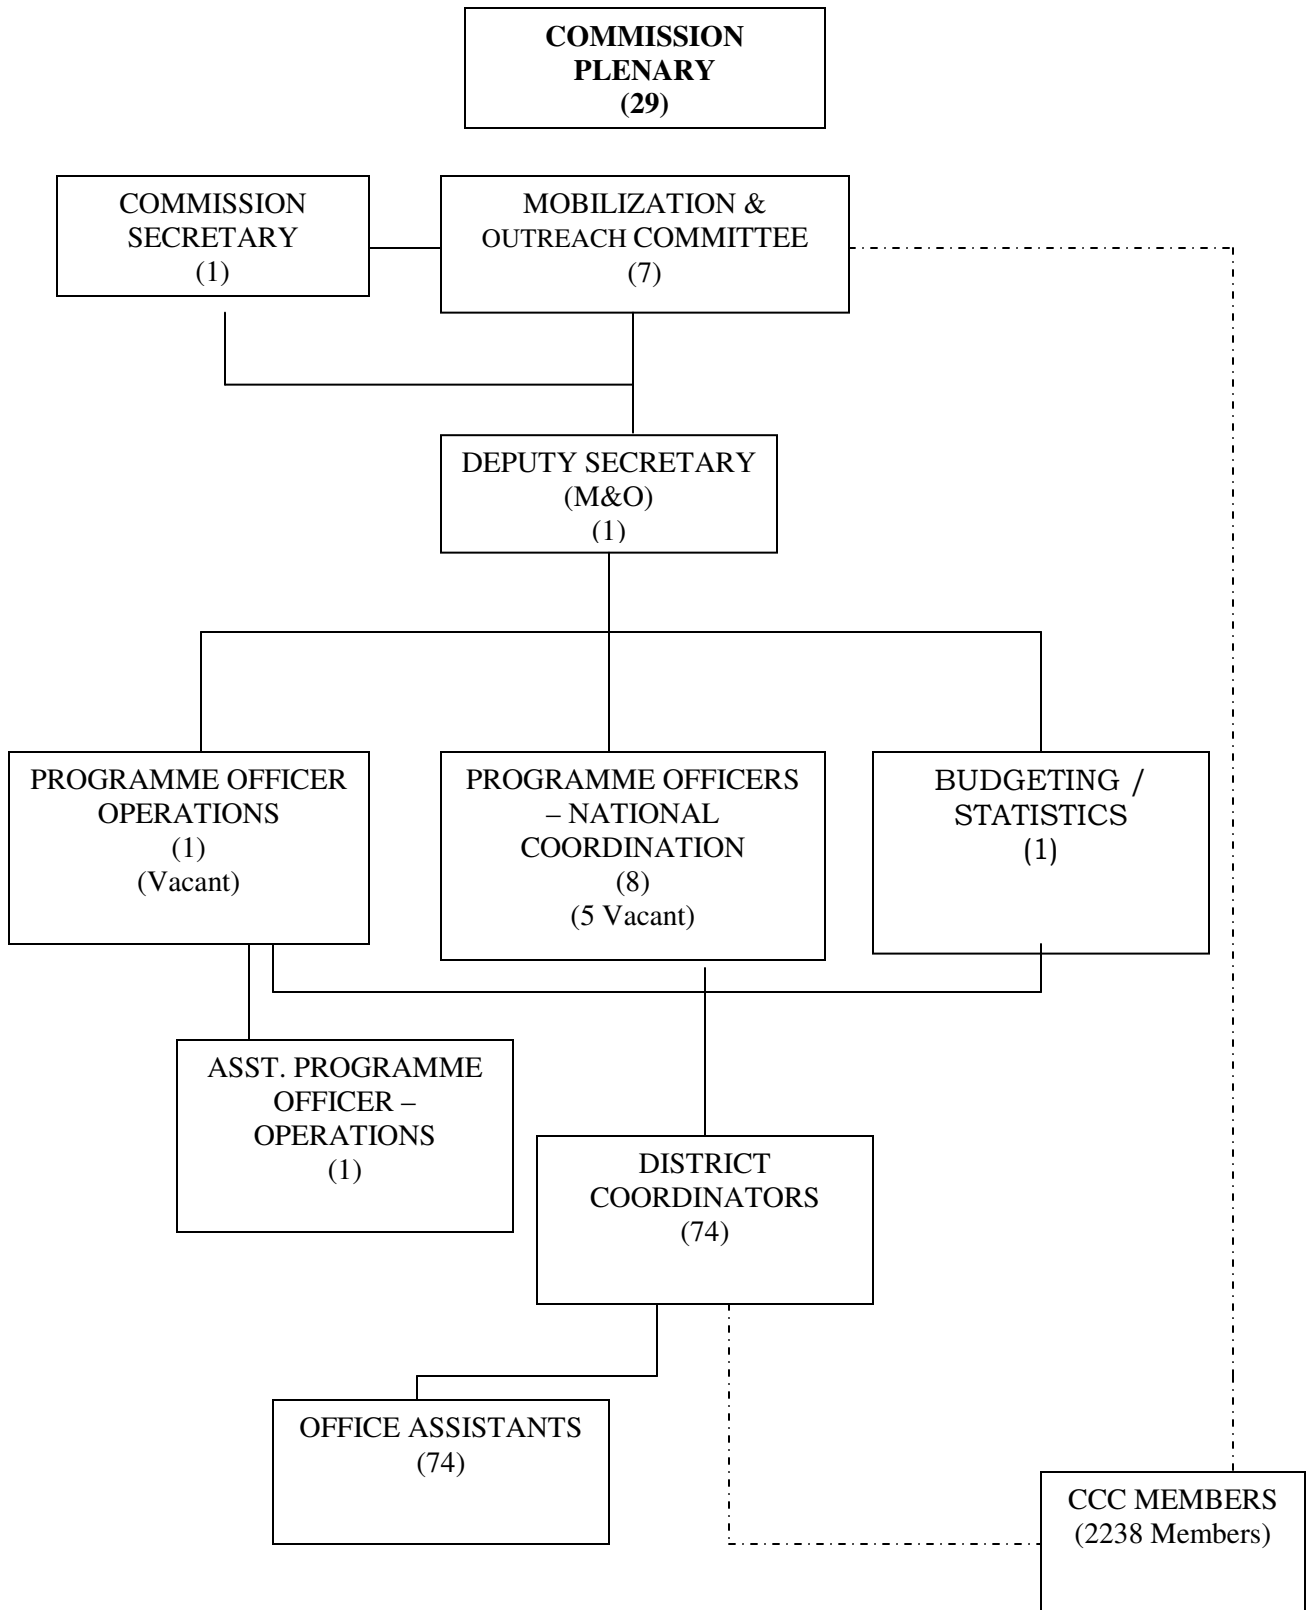 COMMISSION
PLENARY
(29)
COMMISSION
SECRETARY
(1)
MOBILIZATION &
OUTREACH COMMITTEE
(7)
DEPUTY SECRETARY
(M&O)
(1)
PROGRAMME OFFICER
OPERATIONS
(1)
(Vacant)
PROGRAMME OFFICERS
– NATIONAL
COORDINATION
(8)
(5 Vacant)
BUDGETING /
STATISTICS
(1)
ASST. PROGRAMME
OFFICER –
OPERATIONS
(1)
DISTRICT
COORDINATORS
(74)
OFFICE ASSISTANTS
(74)
CCC MEMBERS
(2238 Members)